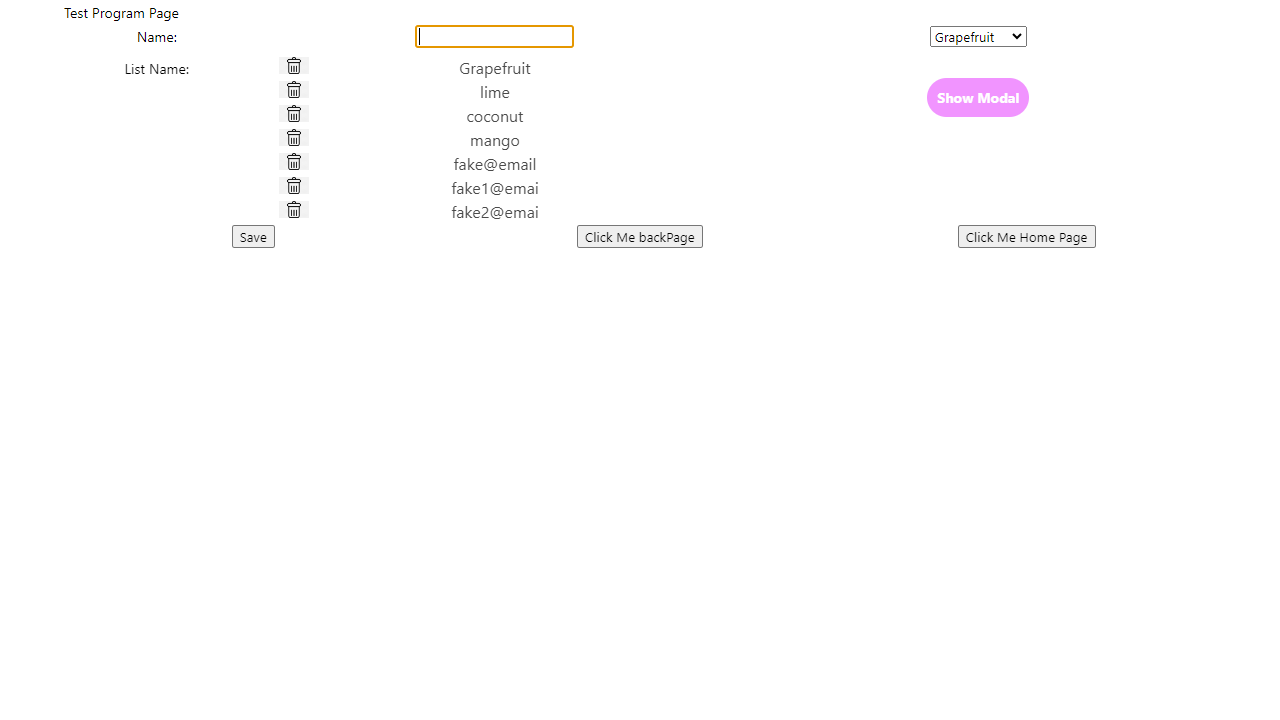 Test Program Page
Name: Grapefruit
List Name: Grapefruit
Show Modal
lime
coconut
mango
fake@email
fake1@emai
fake2@emai
Save Click Me backPage Click Me Home Page